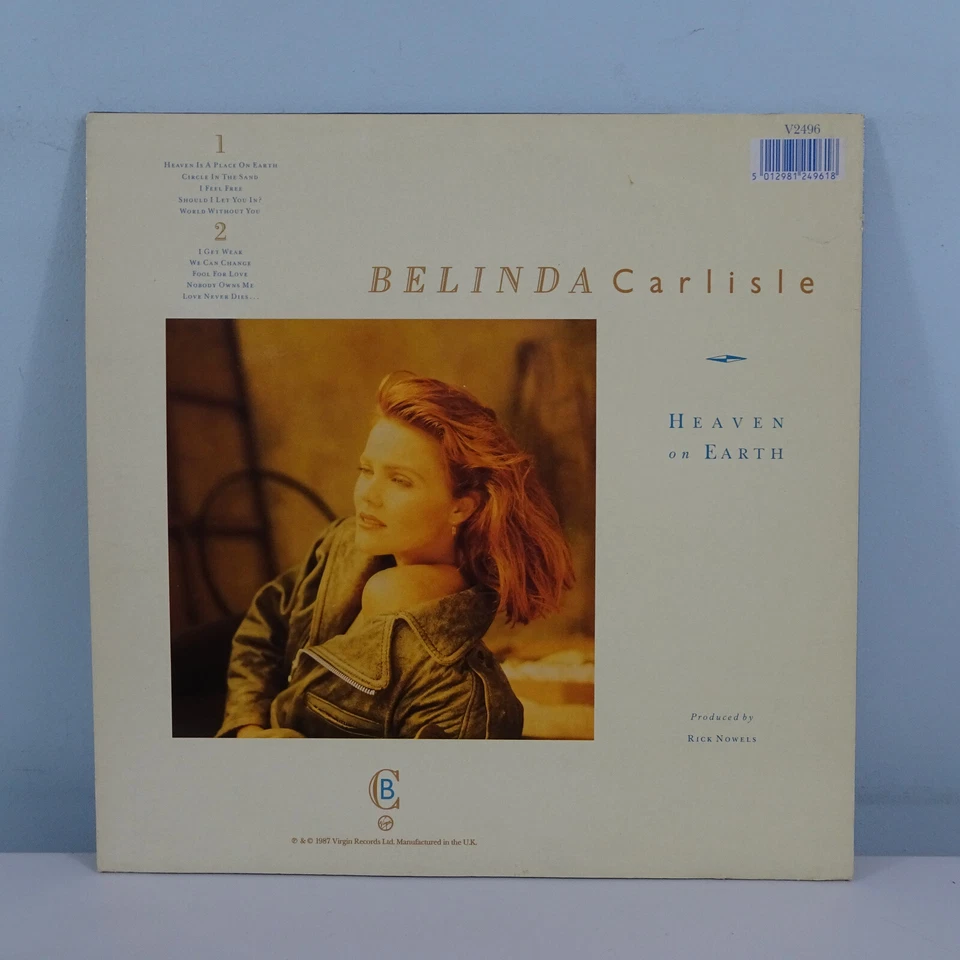 1
HEAVEN IS A PLACE ON EARTH
CIRCLE IN THE SAND
I FEEL FREE
SHOULD I LET YOU IN?
WORLD WITHOUT YOU
2
I GET WEAK
WE CAN CHANGE
FOOL FOR LOVE
NOBODY OWNS ME
LOVE NEVER DIES...
V2496
5 012981 249618
BELINDA Carlisle
HEAVEN
on EARTH
Produced by
RICK NOWELS
CB
Virgin
℗ & © 1987 Virgin Records Ltd. Manufactured in the U.K.